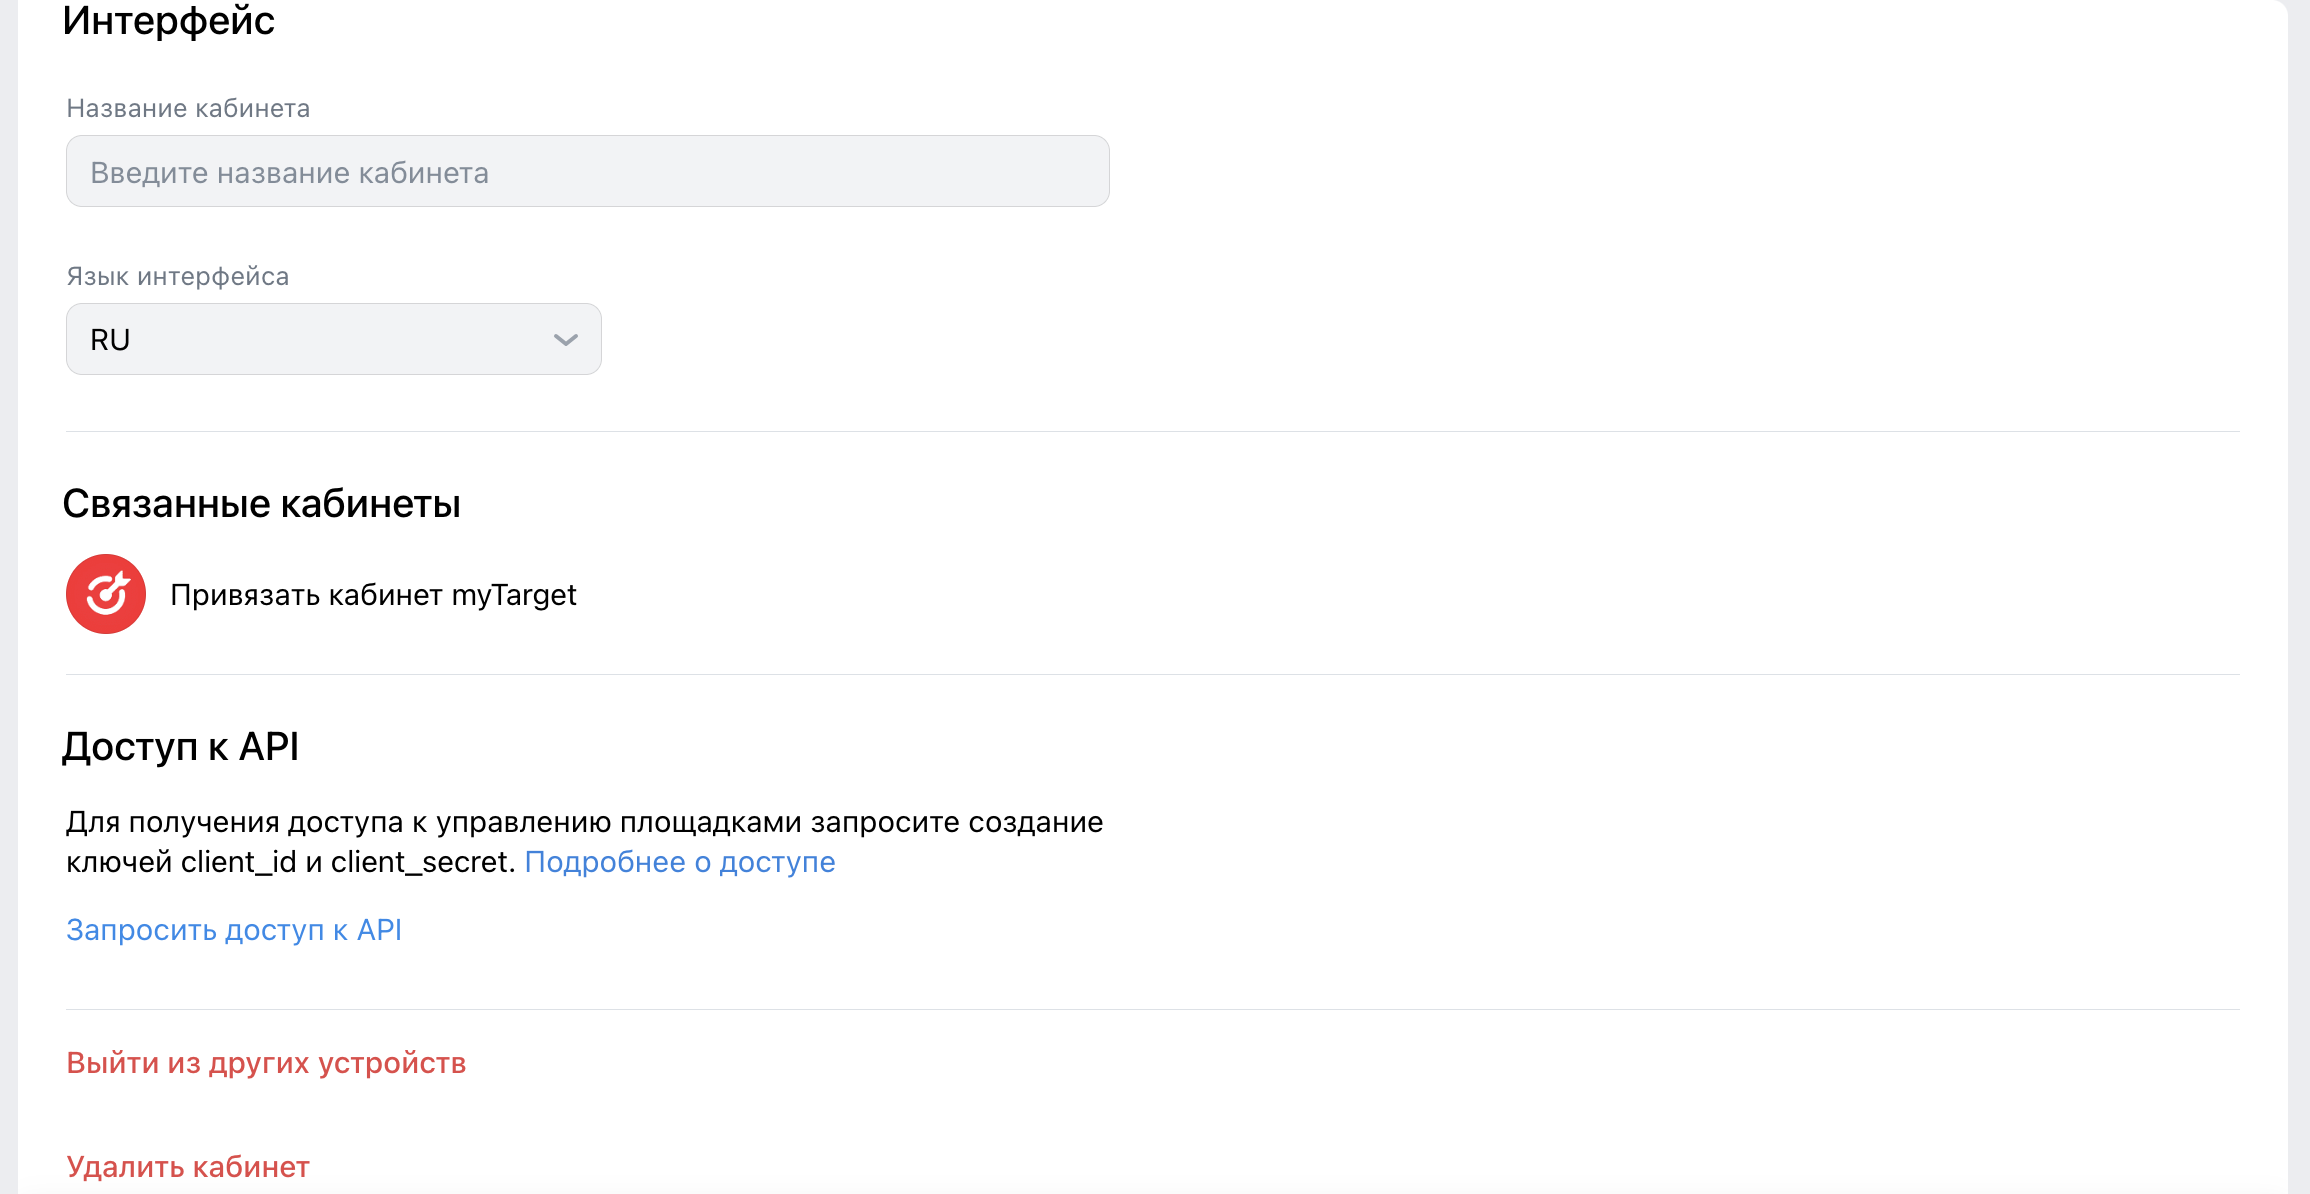 Интерфейс
Название кабинета
Введите название кабинета
Язык интерфейса
RU
Связанные кабинеты
Привязать кабинет myTarget
Доступ к API
Для получения доступа к управлению площадками запросите создание
ключей client_id и client_secret. Подробнее о доступе
Запросить доступ к API
Выйти из других устройств
Удалить кабинет